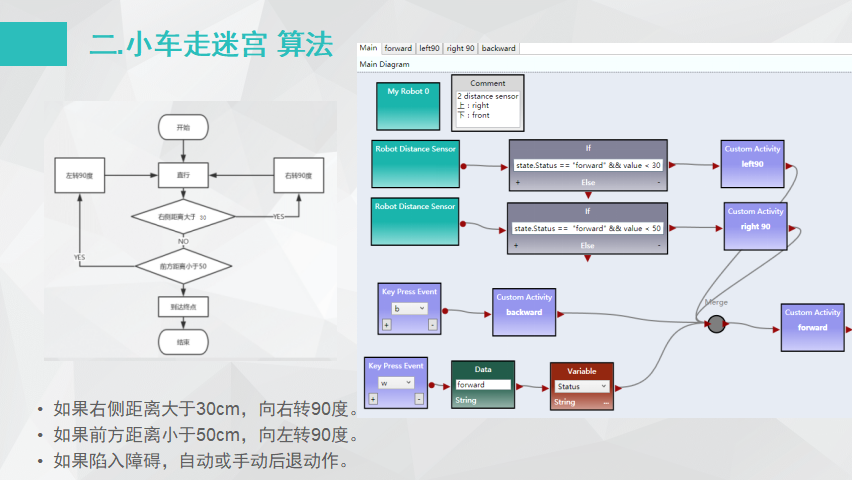 二.小车走迷宫 算法
开始
左转90度
直行
右转90度
右侧距离大于 30
YES
NO
YES
前方距离小于50
到达终点
结束
Main forward left90 right 90 backward
Main Diagram
My Robot 0
Comment
2 distance sensor
上 : right
下 : front
Robot Distance Sensor
If
state.Status == "forward" && value < 30
+ Else -
Custom Activity
left90
Robot Distance Sensor
If
state.Status == "forward" && value < 50
+ Else -
Custom Activity
right 90
Key Press Event
b
+ -
Custom Activity
backward
Merge
Custom Activity
forward
Key Press Event
w
+ -
Data
forward
String
Variable
Status
String ...
• 如果右侧距离大于30cm，向右转90度。
• 如果前方距离小于50cm，向左转90度。
• 如果陷入障碍，自动或手动后退动作。